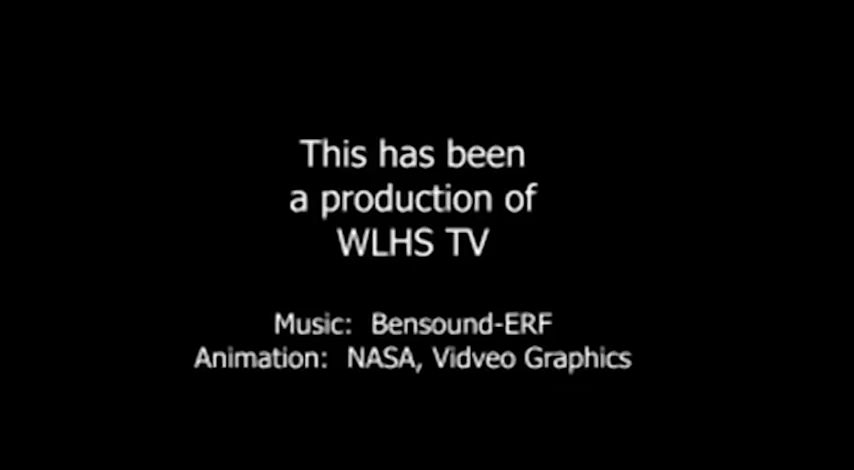 This has been
a production of
WLHS TV
Music: Bensound-ERF
Animation: NASA, Vidveo Graphics